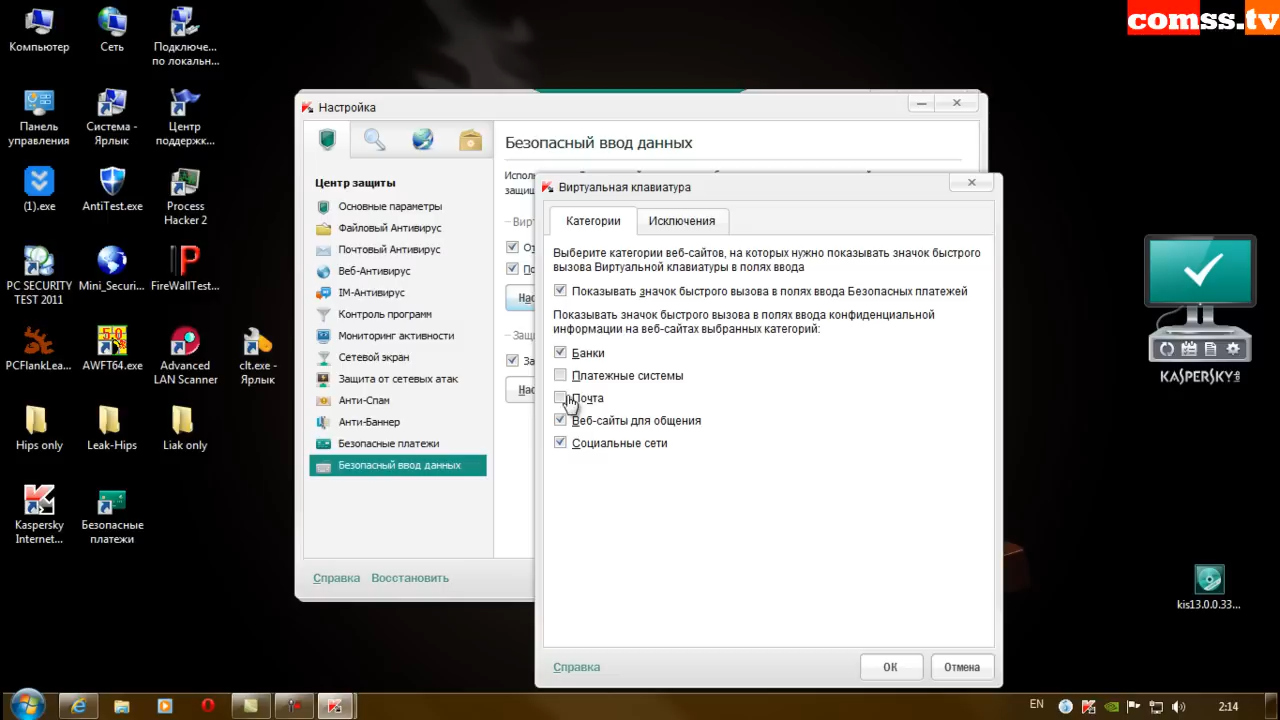 comss.tv
Компьютер
Сеть
Подключе...
по локальн...
Панель
управления
Система -
Ярлык
Центр
поддержк...
(1).exe
AntiTest.exe
Process
Hacker 2
PC SECURITY
TEST 2011
Mini_Securi...
FireWallTest...
PCFlankLea...
AWFT64.exe
Advanced
LAN Scanner
clt.exe -
Ярлык
Hips only
Leak-Hips
Liak only
Kaspersky
Internet...
Безопасные
платежи
Настройка
Центр защиты
Основные параметры
Файловый Антивирус
Почтовый Антивирус
Веб-Антивирус
IM-Антивирус
Контроль программ
Мониторинг активности
Сетевой экран
Защита от сетевых атак
Анти-Спам
Анти-Баннер
Безопасные платежи
Безопасный ввод данных
Справка Восстановить
Безопасный ввод данных
Виртуальная клавиатура
Категории Исключения
Выберите категории веб-сайтов, на которых нужно показывать значок быстрого
вызова Виртуальной клавиатуры в полях ввода
Показывать значок быстрого вызова в полях ввода Безопасных платежей
Показывать значок быстрого вызова в полях ввода конфиденциальной
информации на веб-сайтах выбранных категорий:
Банки
Платежные системы
Почта
Веб-сайты для общения
Социальные сети
Справка
ОК
Отмена
KASPERSKY
kis13.0.0.33...
EN
2:14